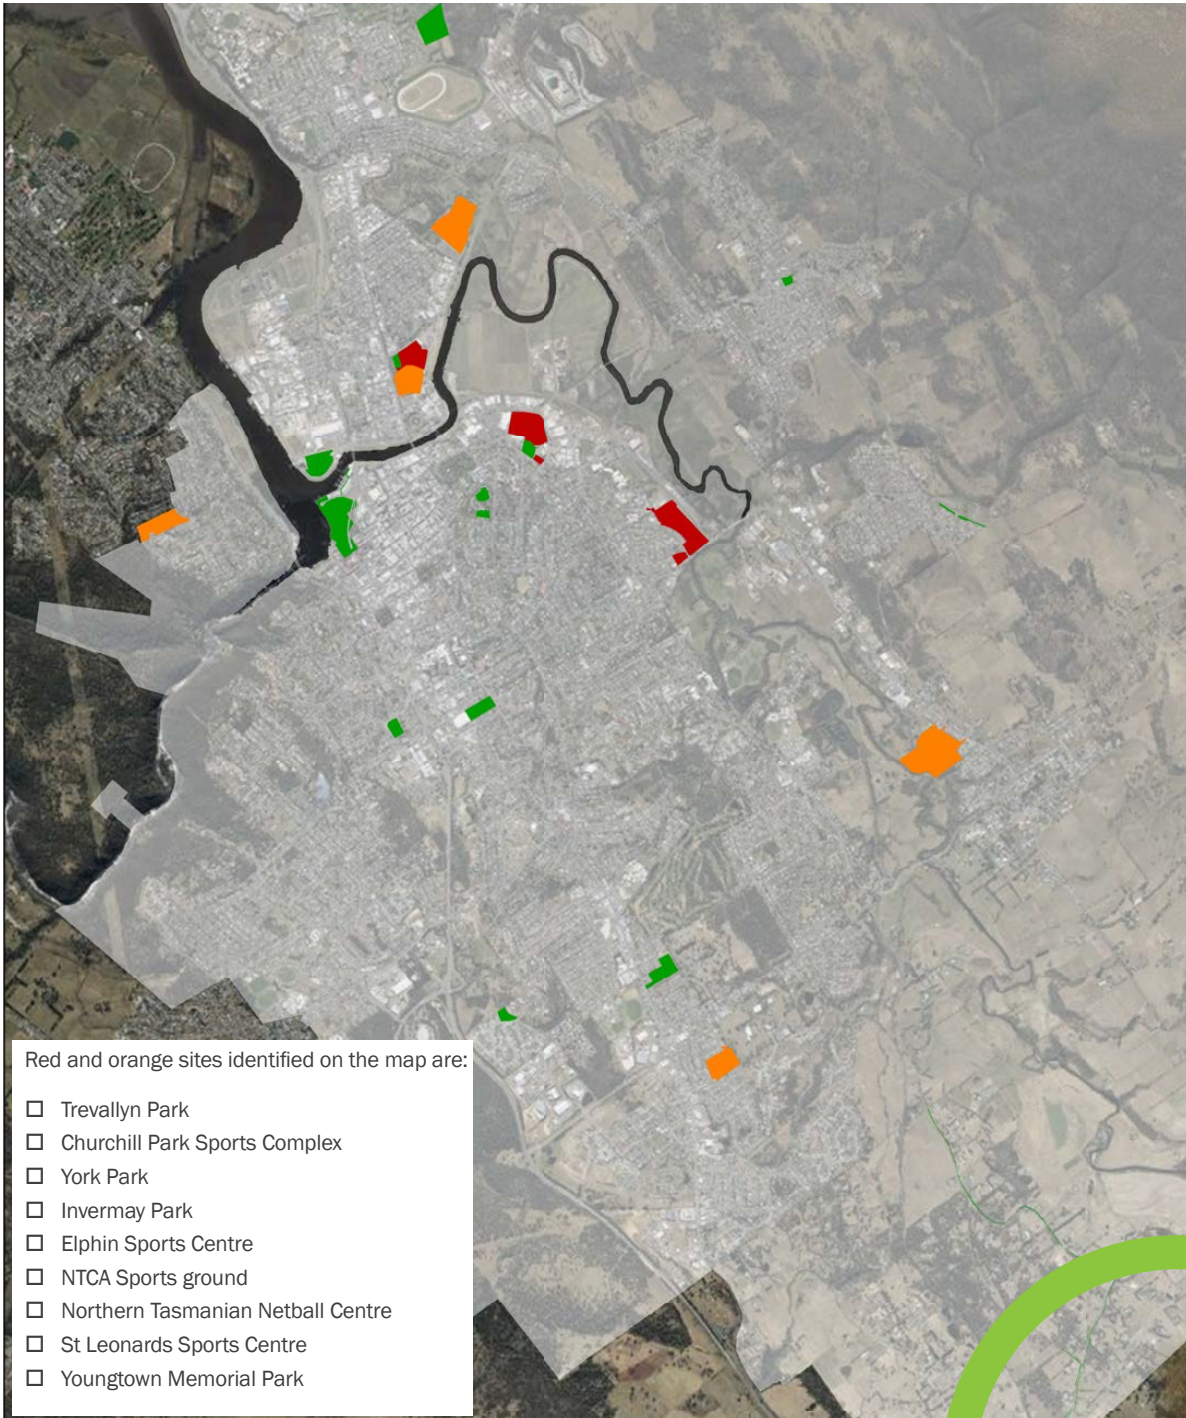 Red and orange sites identified on the map are:
☐ Trevallyn Park
☐ Churchill Park Sports Complex
☐ York Park
☐ Invermay Park
☐ Elphin Sports Centre
☐ NTCA Sports ground
☐ Northern Tasmanian Netball Centre
☐ St Leonards Sports Centre
☐ Youngtown Memorial Park